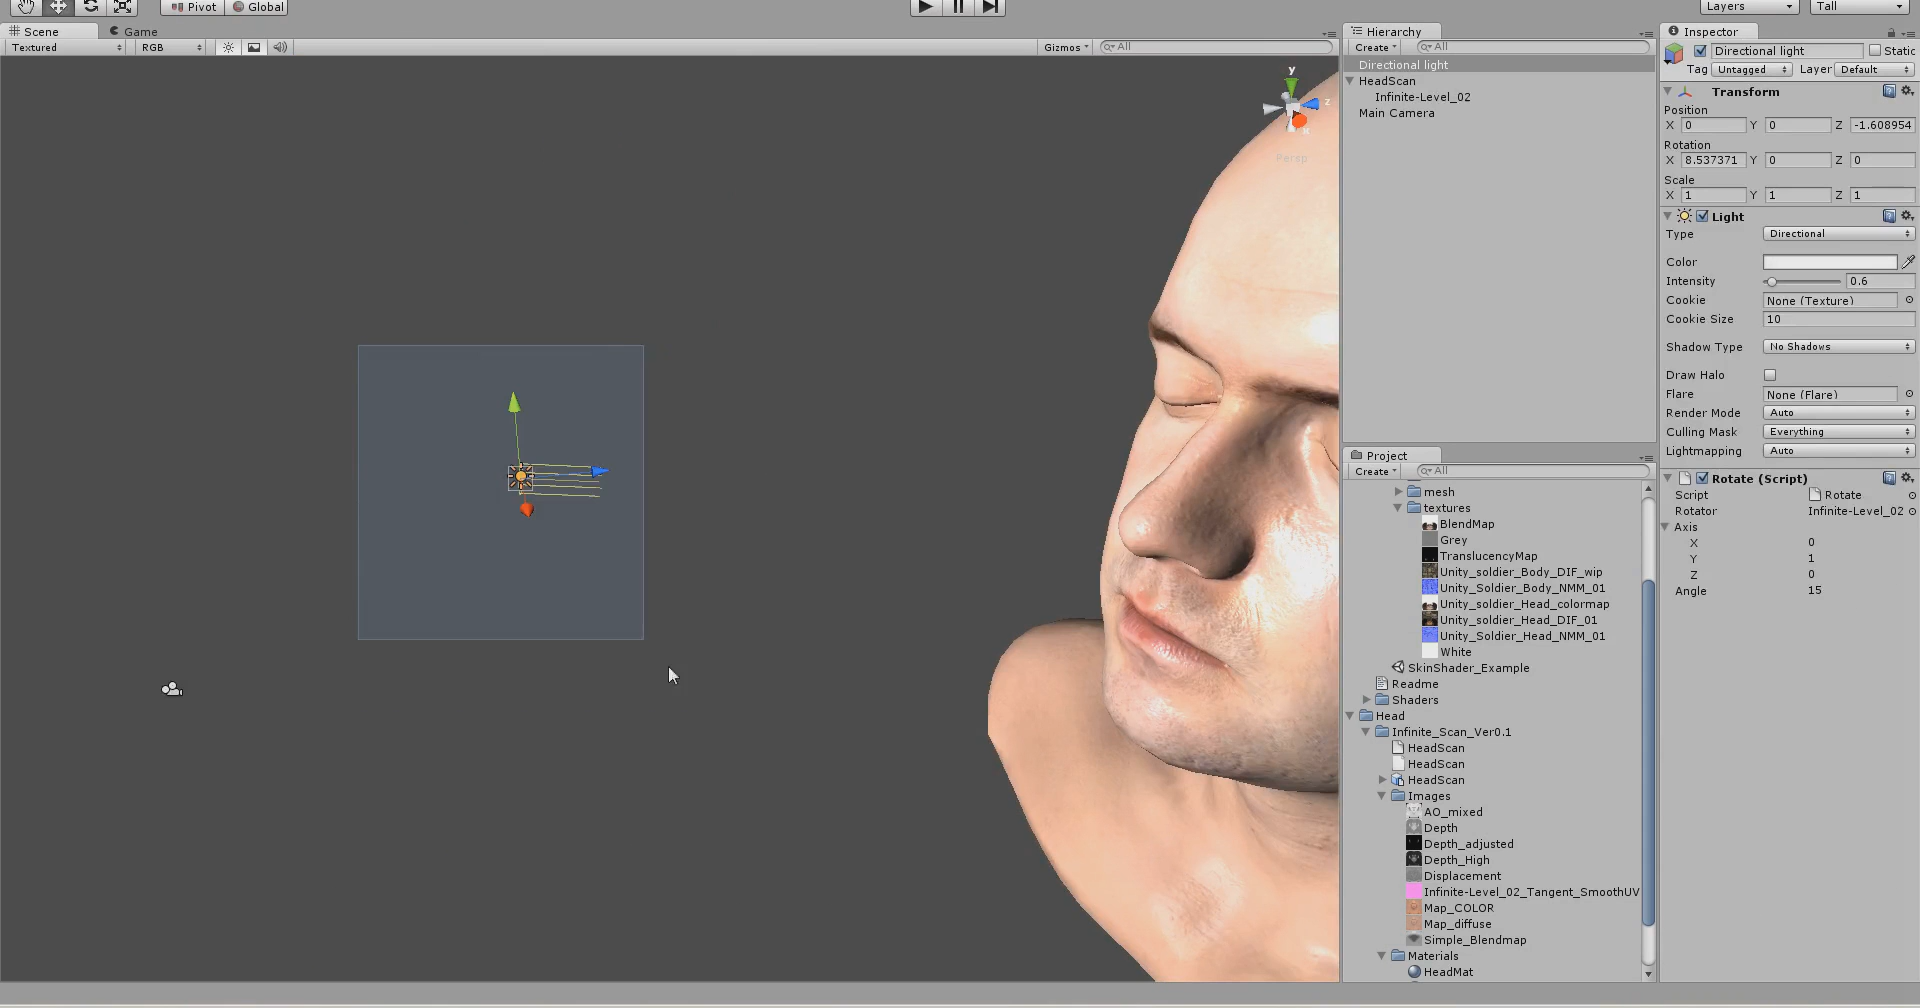 Pivot Global Layers Tall
Scene Game
Textured RGB Gizmos All
y
z
x
Persp
Hierarchy
Create All
Directional light
HeadScan
Infinite-Level_02
Main Camera
Project
Create All
mesh
textures
BlendMap
Grey
TranslucencyMap
Unity_soldier_Body_DIF_wip
Unity_Soldier_Body_NMM_01
Unity_soldier_Head_colormap
Unity_soldier_Head_DIF_01
Unity_Soldier_Head_NMM_01
White
SkinShader_Example
Readme
Shaders
Head
Infinite_Scan_Ver0.1
HeadScan
HeadScan
HeadScan
Images
AO_mixed
Depth
Depth_adjusted
Depth_High
Displacement
Infinite-Level_02_Tangent_SmoothUV
Map_COLOR
Map_diffuse
Simple_Blendmap
Materials
HeadMat
Inspector
Directional light Static
Tag Untagged Layer Default
Transform
Position
X 0 Y 0 Z -1.608954
Rotation
X 8.537371 Y 0 Z 0
Scale
X 1 Y 1 Z 1
Light
Type Directional
Color
Intensity 0.6
Cookie None (Texture)
Cookie Size 10
Shadow Type No Shadows
Draw Halo
Flare None (Flare)
Render Mode Auto
Culling Mask Everything
Lightmapping Auto
Rotate (Script)
Script Rotate
Rotator Infinite-Level_02
Axis
X 0
Y 1
Z 0
Angle 15